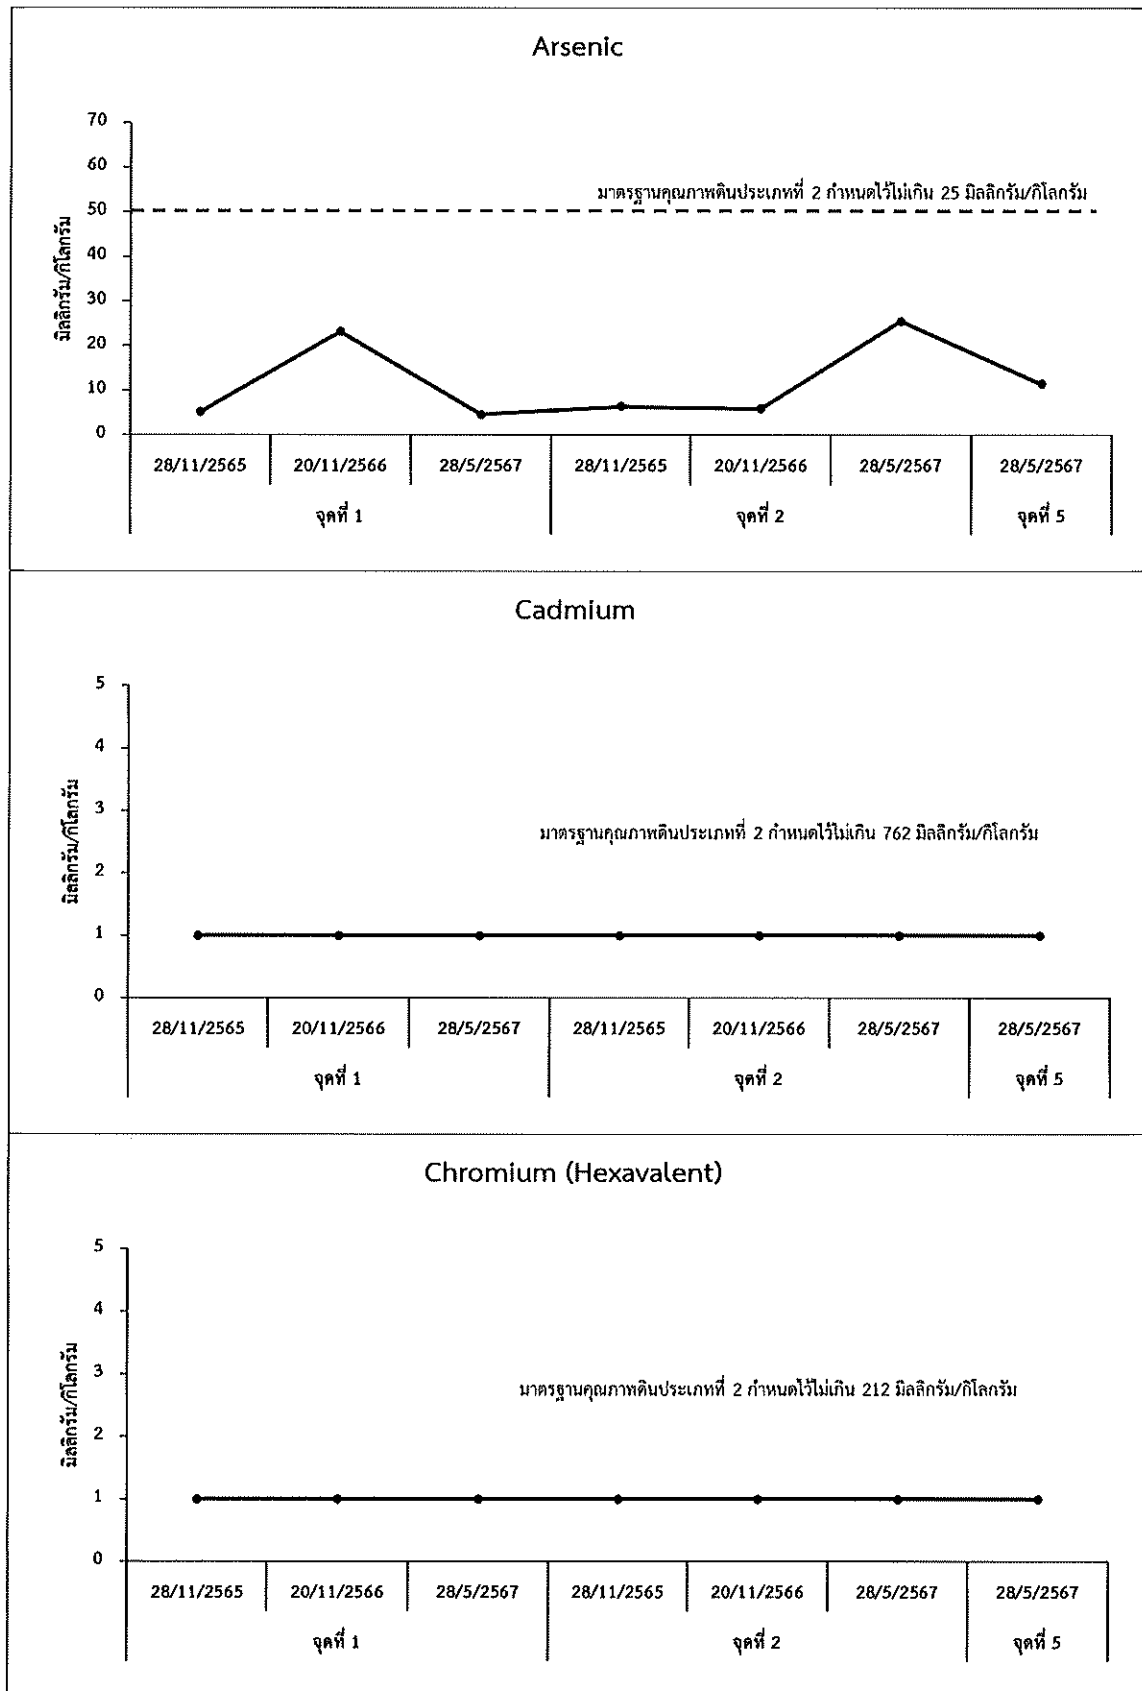 Arsenic
70
60
50
40
30
20
10
0
มิลลิกรัม/กิโลกรัม
มาตรฐานคุณภาพดินประเภทที่ 2 กำหนดไว้ไม่เกิน 25 มิลลิกรัม/กิโลกรัม
28/11/2565 20/11/2566 28/5/2567 28/11/2565 20/11/2566 28/5/2567 28/5/2567
จุดที่ 1 จุดที่ 2 จุดที่ 5
Cadmium
5
4
3
2
1
0
มิลลิกรัม/กิโลกรัม
มาตรฐานคุณภาพดินประเภทที่ 2 กำหนดไว้ไม่เกิน 762 มิลลิกรัม/กิโลกรัม
28/11/2565 20/11/2566 28/5/2567 28/11/2565 20/11/2566 28/5/2567 28/5/2567
จุดที่ 1 จุดที่ 2 จุดที่ 5
Chromium (Hexavalent)
5
4
3
2
1
0
มิลลิกรัม/กิโลกรัม
มาตรฐานคุณภาพดินประเภทที่ 2 กำหนดไว้ไม่เกิน 212 มิลลิกรัม/กิโลกรัม
28/11/2565 20/11/2566 28/5/2567 28/11/2565 20/11/2566 28/5/2567 28/5/2567
จุดที่ 1 จุดที่ 2 จุดที่ 5